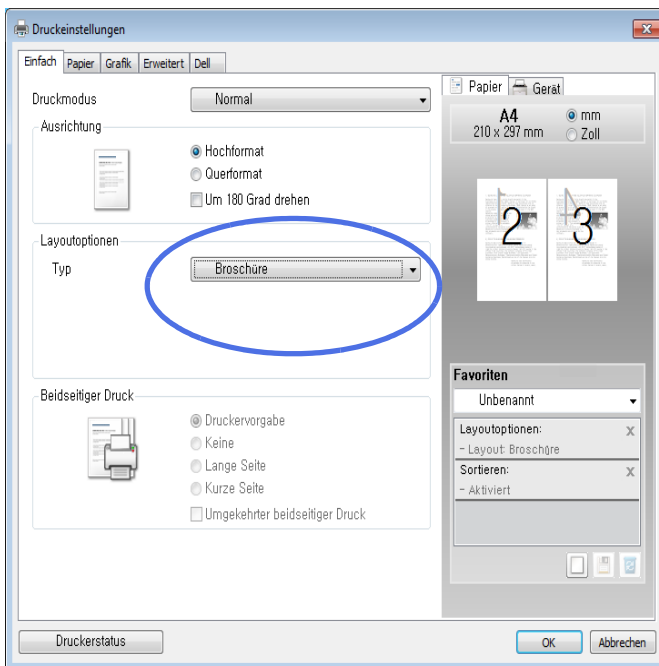 Druckeinstellungen
Einfach Papier Grafik Erweitert Dell
Druckmodus Normal
Ausrichtung
Hochformat
Querformat
Um 180 Grad drehen
Layoutoptionen
Typ Broschüre
Beidseitiger Druck
Druckervorgabe
Keine
Lange Seite
Kurze Seite
Umgekehrter beidseitiger Druck
Papier Gerät
A4 mm
210 x 297 mm Zoll
2 3
Favoriten
Unbenannt
Layoutoptionen: X
- Layout: Broschüre
Sortieren: X
- Aktiviert
Druckerstatus OK Abbrechen